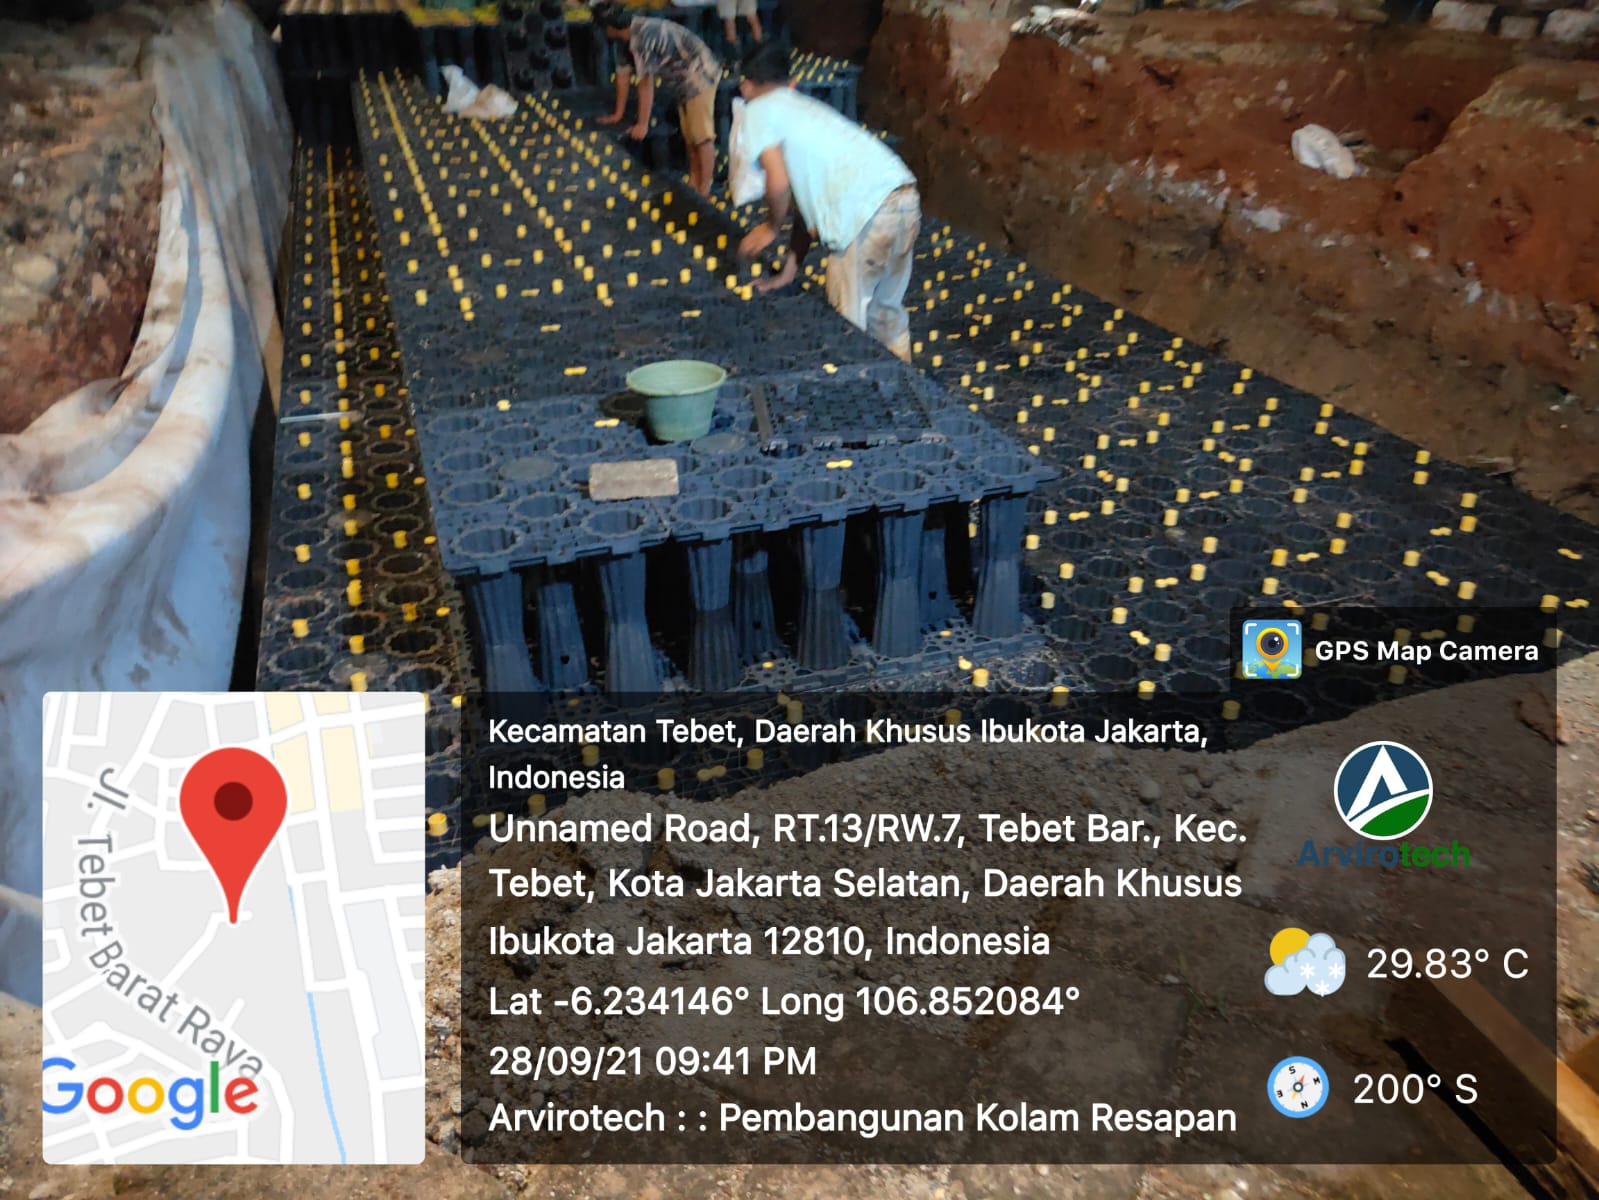 GPS Map Camera
Kecamatan Tebet, Daerah Khusus Ibukota Jakarta,
Indonesia
Unnamed Road, RT.13/RW.7, Tebet Bar., Kec.
Tebet, Kota Jakarta Selatan, Daerah Khusus
Ibukota Jakarta 12810, Indonesia
Lat -6.234146° Long 106.852084°
28/09/21 09:41 PM
Arvirotech : : Pembangunan Kolam Resapan
Arvirotech
29.83° C
200° S
Jl. Tebet Barat Raya
Google